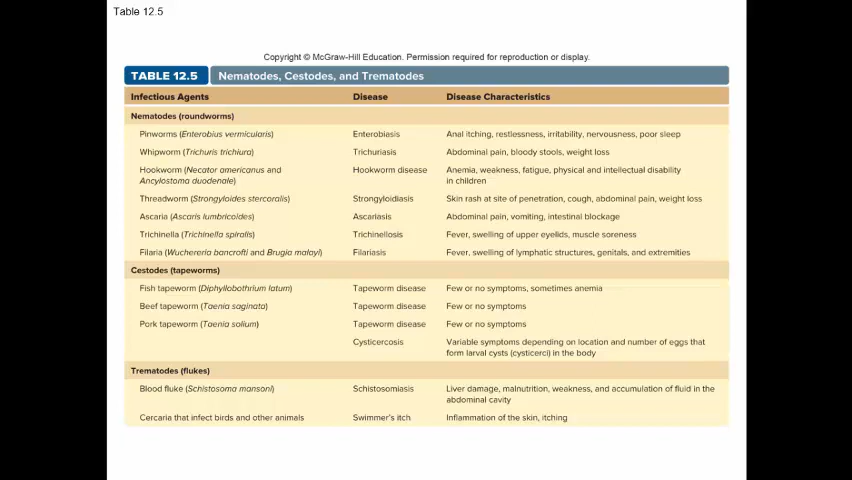 Table 12.5
Copyright © McGraw-Hill Education. Permission required for reproduction or display.
TABLE 12.5 Nematodes, Cestodes, and Trematodes
Infectious Agents Disease Disease Characteristics
Nematodes (roundworms)
Pinworms (Enterobius vermicularis) Enterobiasis Anal itching, restlessness, irritability, nervousness, poor sleep
Whipworm (Trichuris trichiura) Trichuriasis Abdominal pain, bloody stools, weight loss
Hookworm (Necator americanus and Hookworm disease Anemia, weakness, fatigue, physical and intellectual disability
Ancylostoma duodenale) in children
Threadworm (Strongyloides stercoralis) Strongyloidiasis Skin rash at site of penetration, cough, abdominal pain, weight loss
Ascaria (Ascaris lumbricoides) Ascariasis Abdominal pain, vomiting, intestinal blockage
Trichinella (Trichinella spiralis) Trichinellosis Fever, swelling of upper eyelids, muscle soreness
Filaria (Wuchereria bancrofti and Brugia malayi) Filariasis Fever, swelling of lymphatic structures, genitals, and extremities
Cestodes (tapeworms)
Fish tapeworm (Diphyllobothrium latum) Tapeworm disease Few or no symptoms, sometimes anemia
Beef tapeworm (Taenia saginata) Tapeworm disease Few or no symptoms
Pork tapeworm (Taenia solium) Tapeworm disease Few or no symptoms
Cysticercosis Variable symptoms depending on location and number of eggs that
form larval cysts (cysticerci) in the body
Trematodes (flukes)
Blood fluke (Schistosoma mansoni) Schistosomiasis Liver damage, malnutrition, weakness, and accumulation of fluid in the
abdominal cavity
Cercaria that infect birds and other animals Swimmer's itch Inflammation of the skin, itching